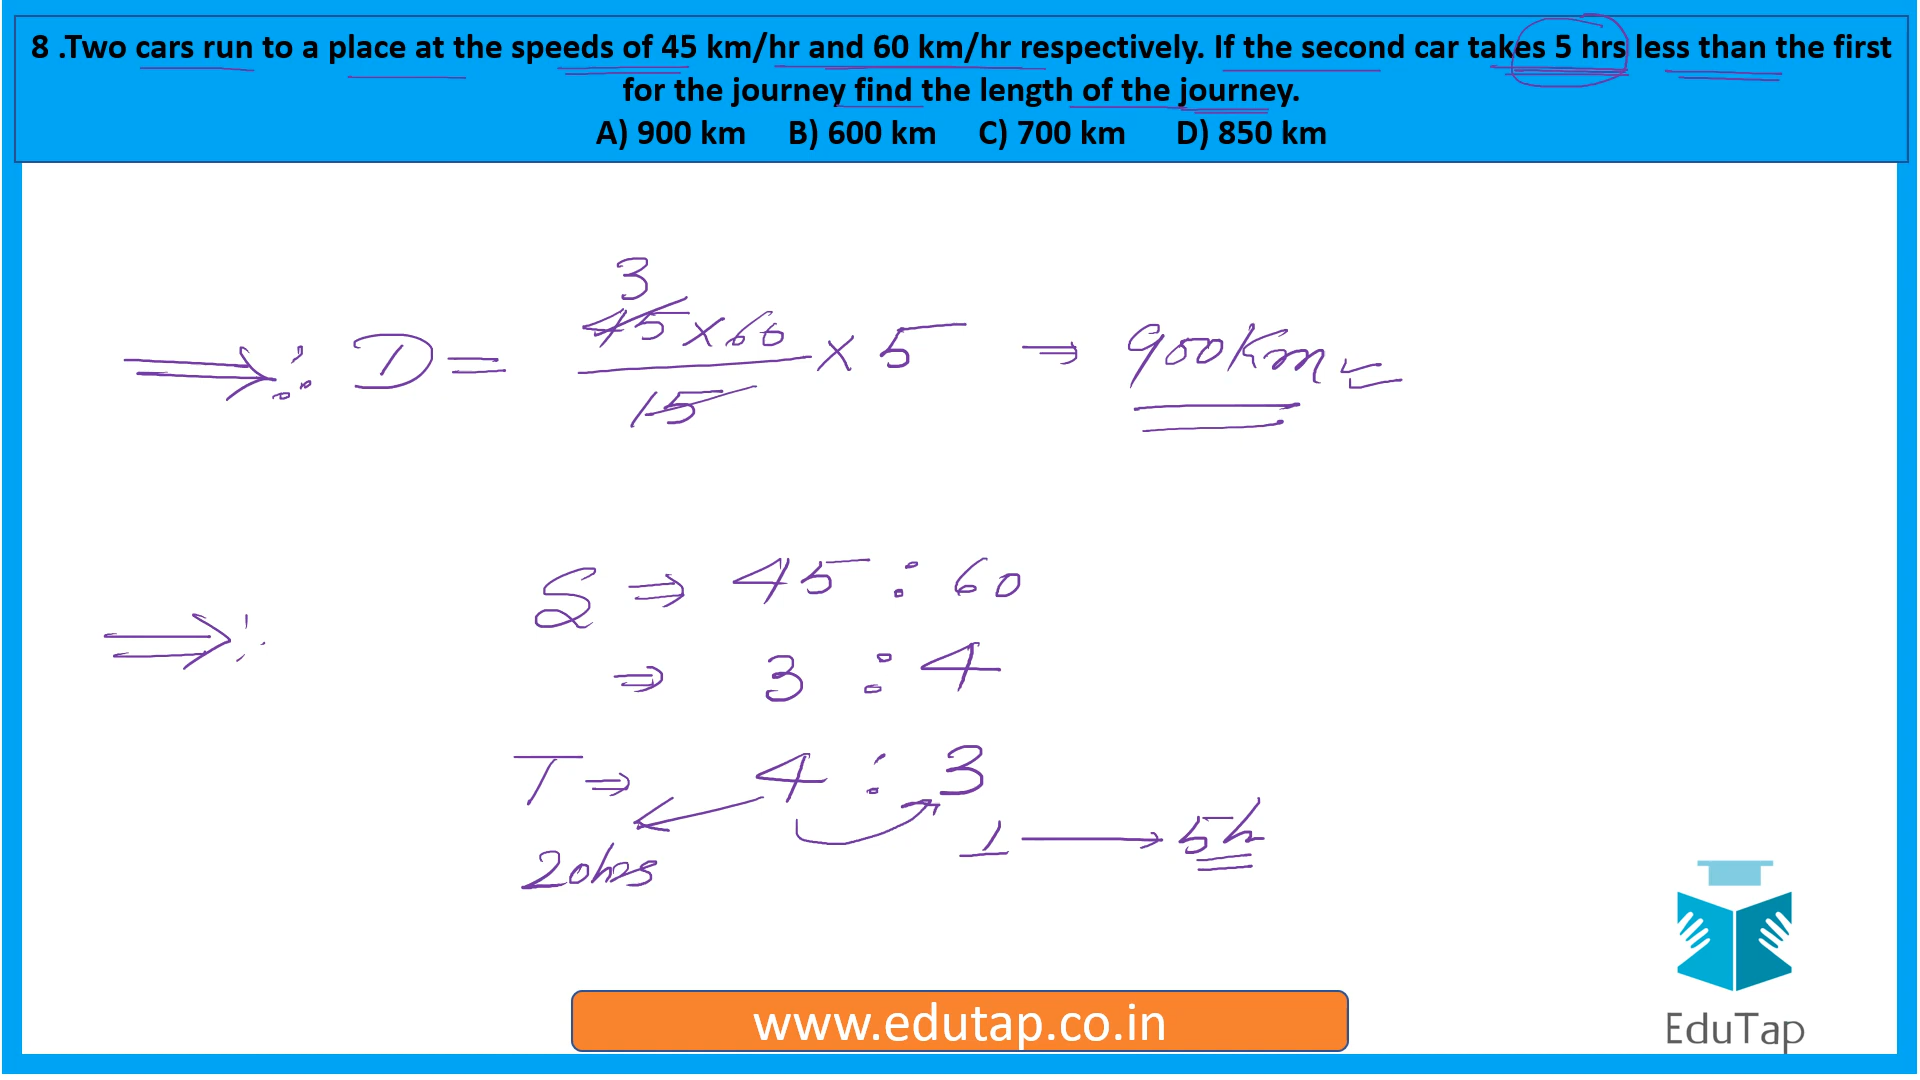 8 .Two cars run to a place at the speeds of 45 km/hr and 60 km/hr respectively. If the second car takes 5 hrs less than the first
for the journey find the length of the journey.
A) 900 km B) 600 km C) 700 km D) 850 km
3
⇒ ∴ D = 45 × 60 / 15 × 5 ⇒ 900 Km
S ⇒ 45 : 60
⇒ 3 : 4
T ⇒ 4 : 3
1 → 5h
20hrs
www.edutap.co.in
EduTap